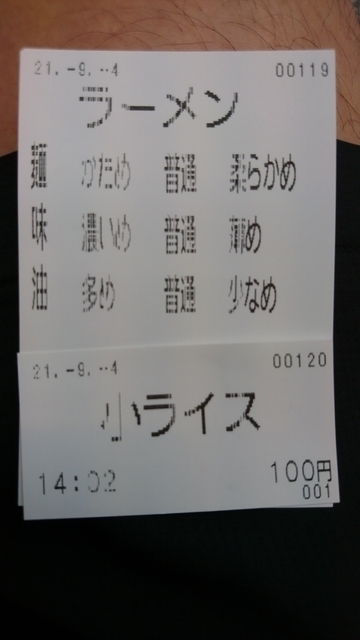 21.-9.-4 00119
ラーメン
麺 かため 普通 柔らかめ
味 濃いめ 普通 薄め
油 多め 普通 少なめ
21.-9.-4 00120
小ライス
14:02 100円
001